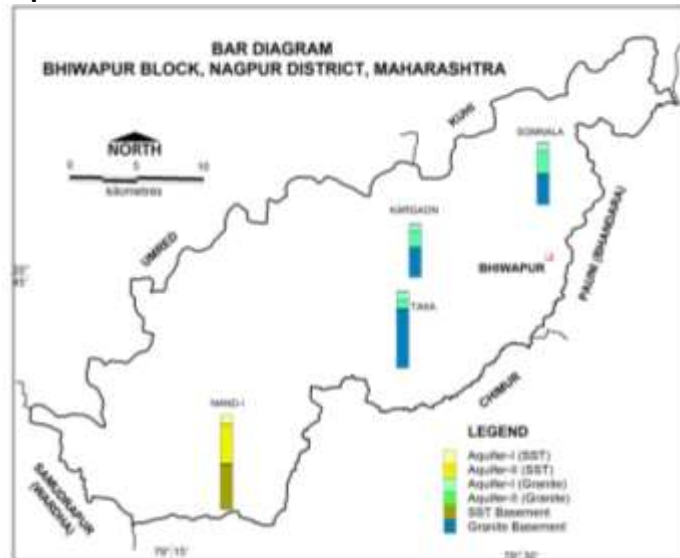 BAR DIAGRAM
BHIWAPUR BLOCK, NAGPUR DISTRICT, MAHARASHTRA
KUHI
NORTH
0 5 10
kilometres
SOMNALA
KARGAON
UMRED
BHIWAPUR
PAUNI (BHANDARA)
TAKA
CHIMUR
NAND-I
SAMUDRAPUR
(WARDHA)
LEGEND
Aquifer-I (SST)
Aquifer-II (SST)
Aquifer-I (Granite)
Aquifer-II (Granite)
SST Basement
Granite Basement
79° 15'
79° 30'